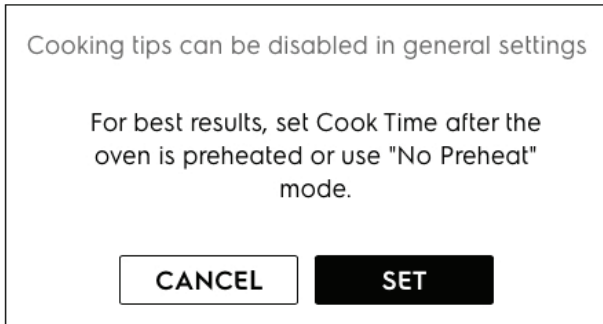 Cooking tips can be disabled in general settings
For best results, set Cook Time after the
oven is preheated or use "No Preheat"
mode.
CANCEL
SET